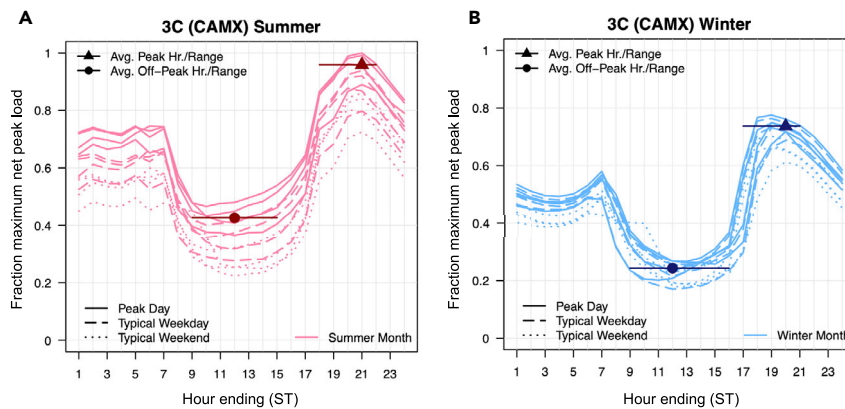 A
3C (CAMX) Summer
Fraction maximum net peak load
1
0.8
0.6
0.4
0.2
0
Avg. Peak Hr./Range
Avg. Off-Peak Hr./Range
Peak Day
Typical Weekday
Typical Weekend
Summer Month
1 3 5 7 9 11 13 15 17 19 21 23
Hour ending (ST)
B
3C (CAMX) Winter
Fraction maximum net peak load
1
0.8
0.6
0.4
0.2
0
Avg. Peak Hr./Range
Avg. Off-Peak Hr./Range
Peak Day
Typical Weekday
Typical Weekend
Winter Month
1 3 5 7 9 11 13 15 17 19 21 23
Hour ending (ST)